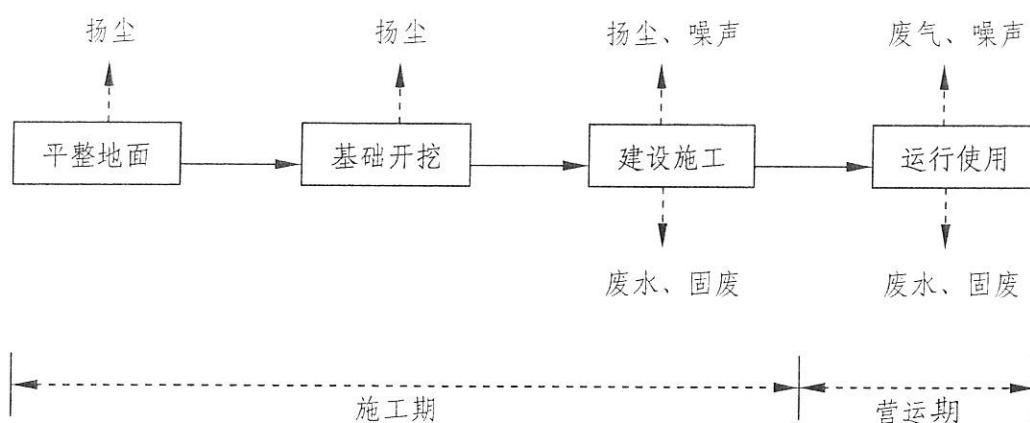 扬尘
扬尘
扬尘、噪声
废气、噪声
平整地面
基础开挖
建设施工
运行使用
废水、固废
废水、固废
施工期
营运期